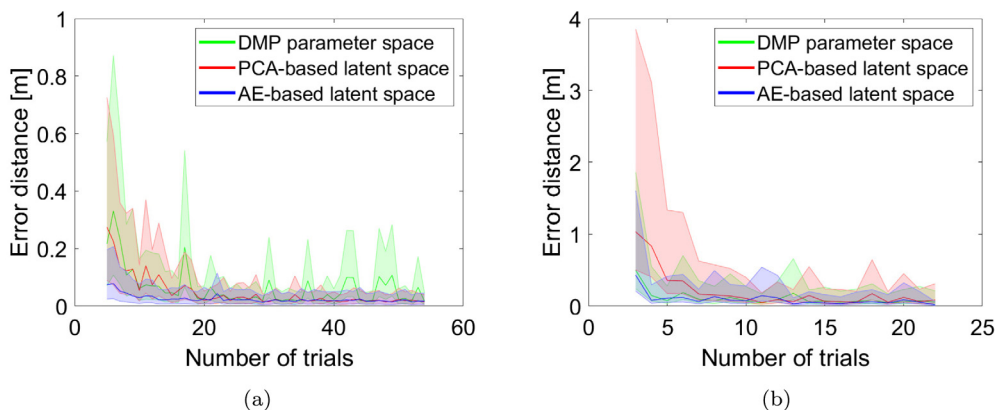 1
0.8
0.6
0.4
0.2
0
Error distance [m]
DMP parameter space
PCA-based latent space
AE-based latent space
0 20 40 60
Number of trials
(a)
4
3
2
1
0
Error distance [m]
DMP parameter space
PCA-based latent space
AE-based latent space
0 5 10 15 20 25
Number of trials
(b)